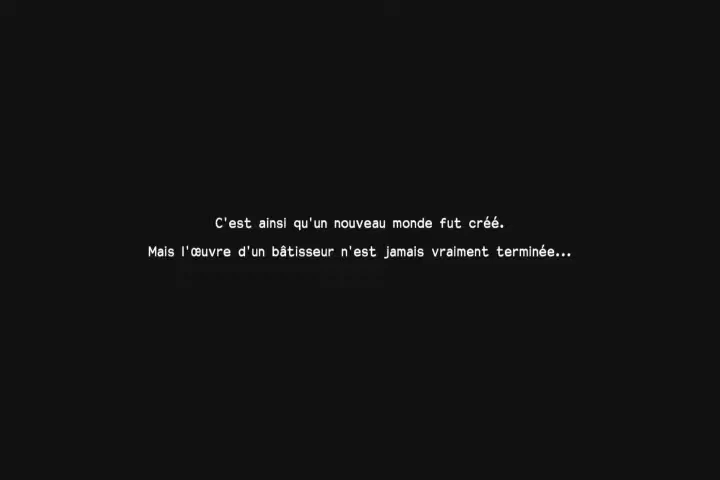 C'est ainsi qu'un nouveau monde fut créé.
Mais l'œuvre d'un bâtisseur n'est jamais vraiment terminée...